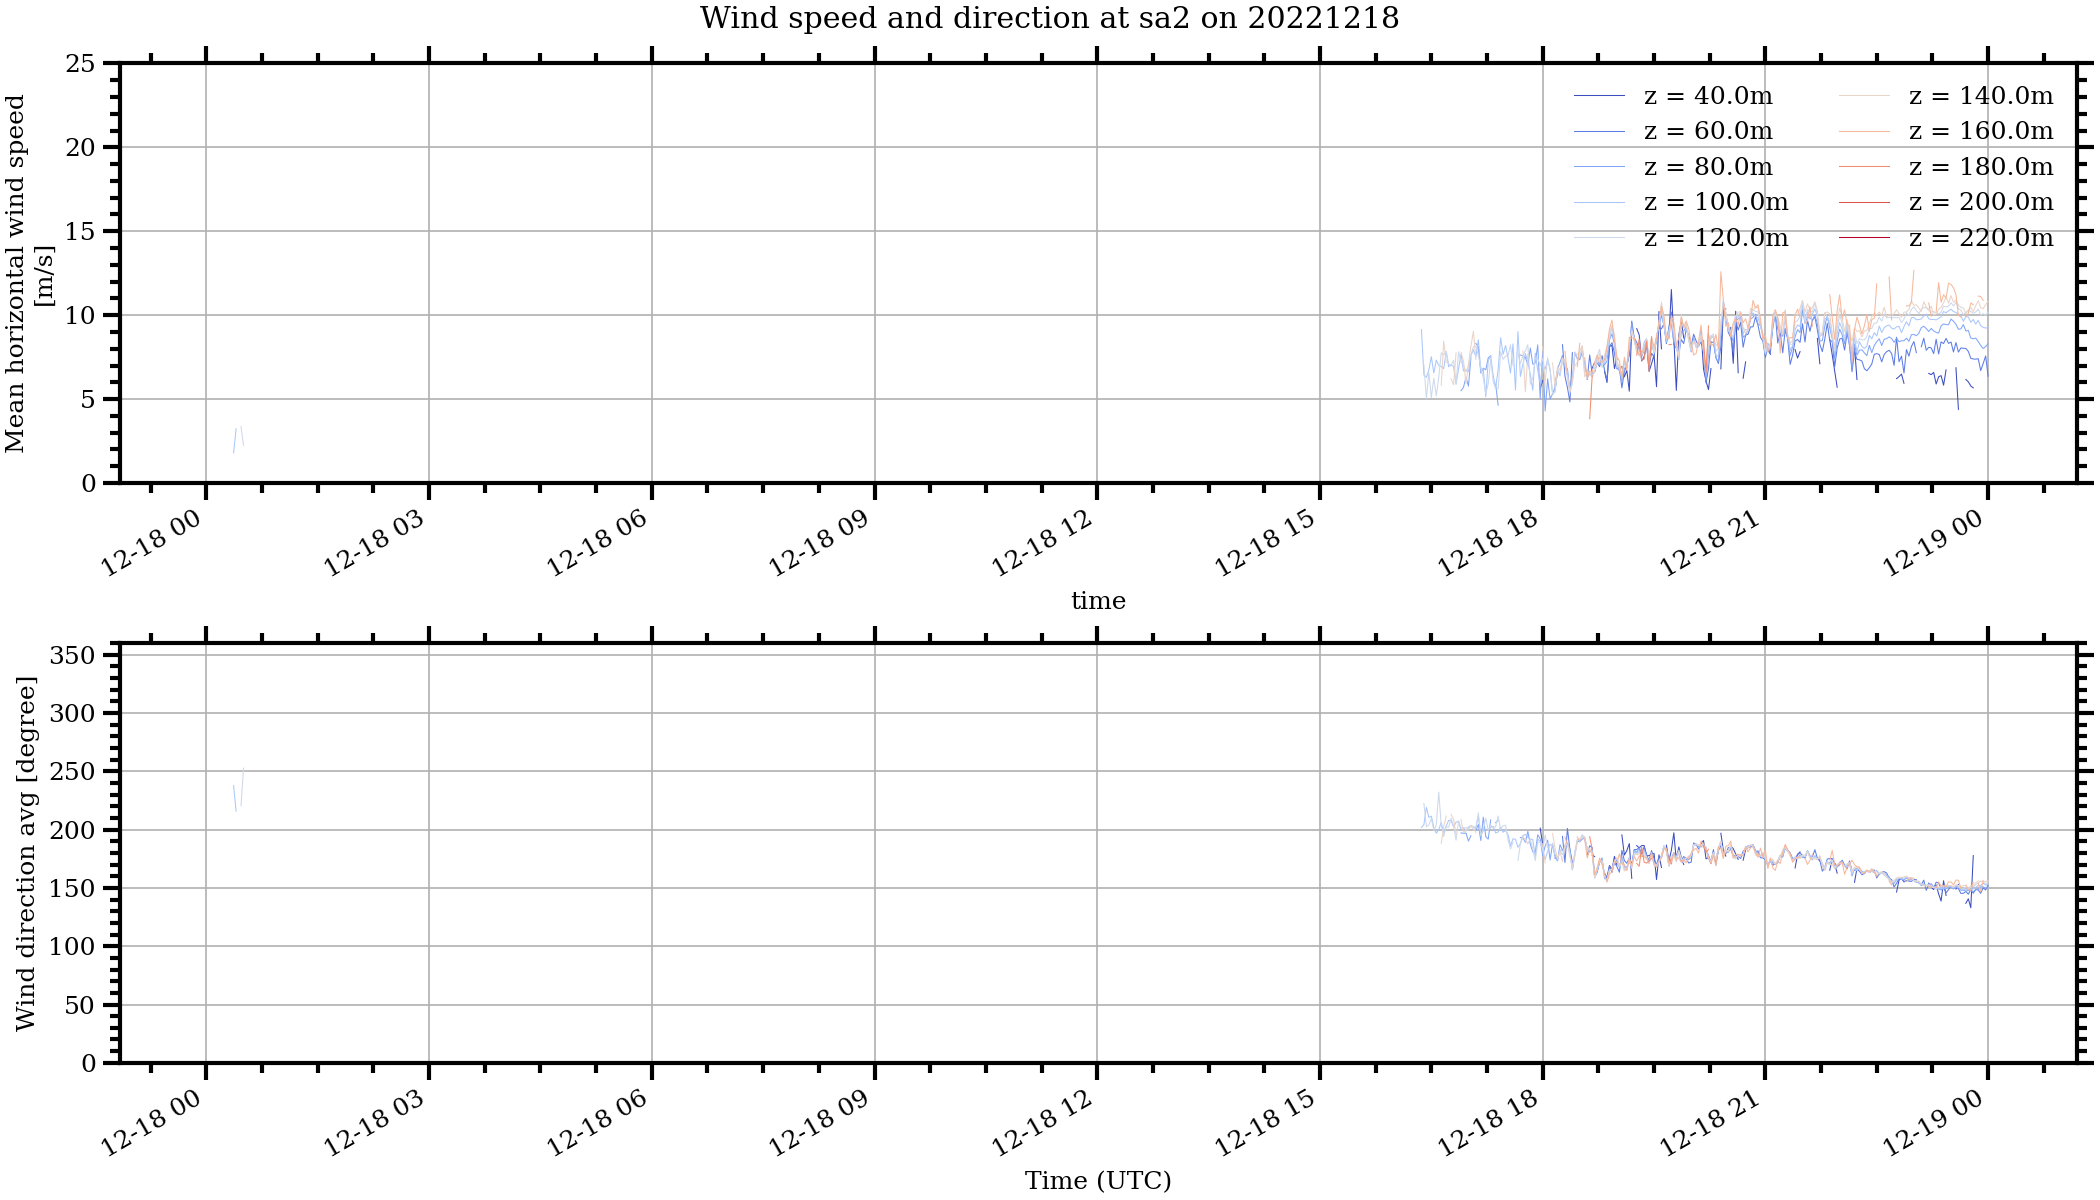 Wind speed and direction at sa2 on 20221218
Mean horizontal wind speed
[m/s]
25
20
15
10
5
0
z = 40.0m
z = 60.0m
z = 80.0m
z = 100.0m
z = 120.0m
z = 140.0m
z = 160.0m
z = 180.0m
z = 200.0m
z = 220.0m
12-18 00
12-18 03
12-18 06
12-18 09
12-18 12
12-18 15
12-18 18
12-18 21
12-19 00
time
Wind direction avg [degree]
350
300
250
200
150
100
50
0
12-18 00
12-18 03
12-18 06
12-18 09
12-18 12
12-18 15
12-18 18
12-18 21
12-19 00
Time (UTC)